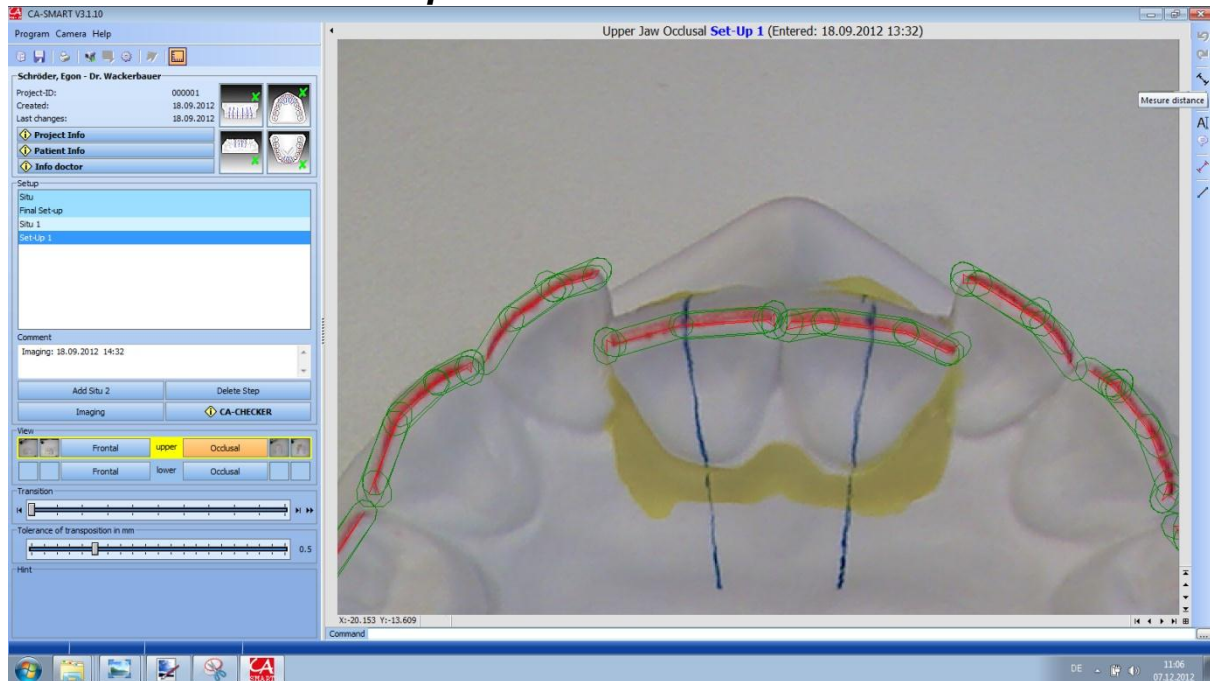 CA-SMART V3.1.10
Program Camera Help
Upper Jaw Occlusal Set-Up 1 (Entered: 18.09.2012 13:32)
Schröder, Egon - Dr. Wackerbauer
Project-ID: 000001
Created: 18.09.2012
Last changes: 18.09.2012
Project Info
Patient Info
Info doctor
Mesure distance
A
Setup
Situ
Final Set-up
Situ 1
Set-Up 1
Comment
Imaging: 18.09.2012 14:32
Add Situ 2 Delete Step
Imaging CA-CHECKER
View
Frontal upper Occlusal
Frontal lower Occlusal
Transition
Tolerance of transposition in mm
0.5
Hint
X:-20.153 Y:-13.609
Command
CA
SMART
DE
11:06
07.12.2012